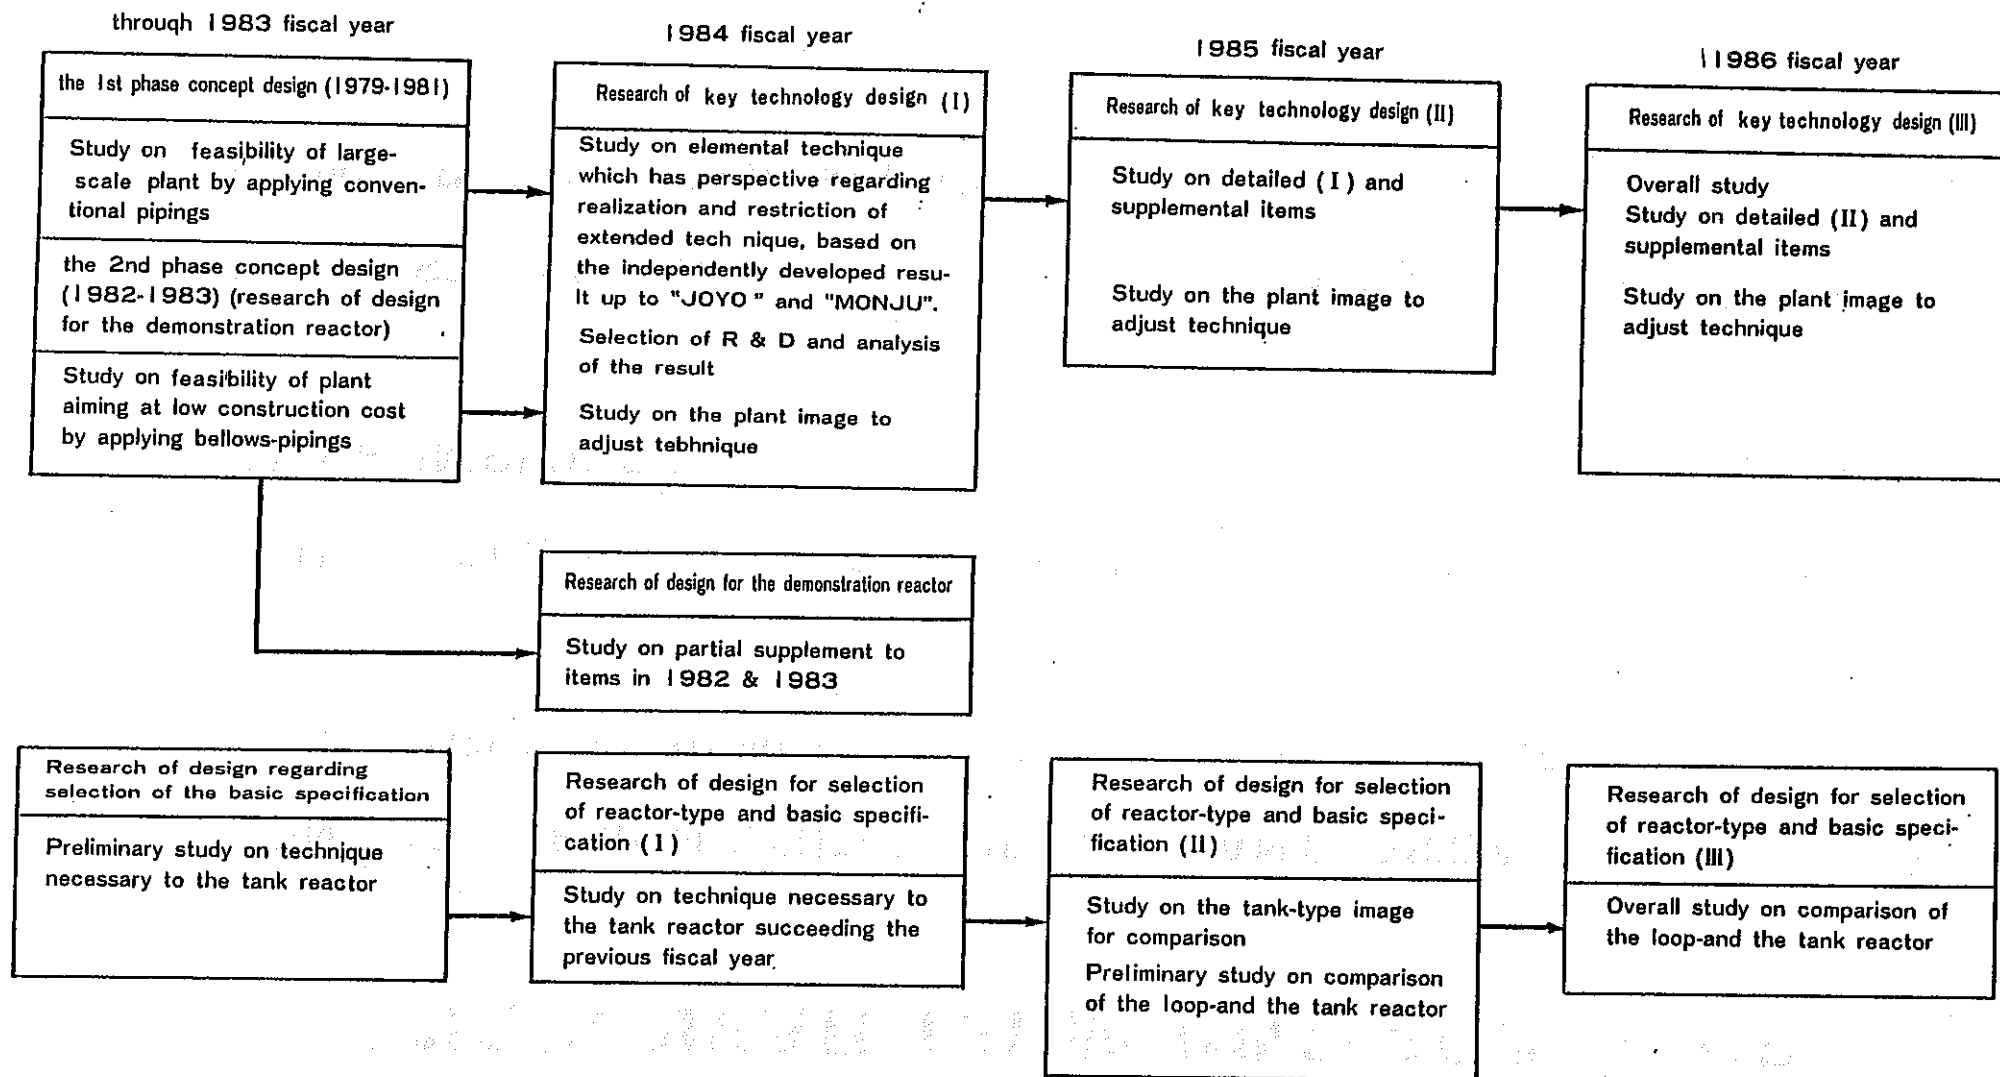 throuqh 1983 fiscal year
1984 fiscal year
1985 fiscal year
1986 fiscal year
the 1st phase concept design (1979-1981)
Study on feasibility of large-
scale plant by applying conven-
tional pipings
the 2nd phase concept design
(1982-1983) (research of design
for the demonstration reactor)
Study on feasibility of plant
aiming at low construction cost
by applying bellows-pipings
Research of key technology design (I)
Study on elemental technique
which has perspective regarding
realization and restriction of
extended tech nique, based on
the independently developed resu-
lt up to "JOYO" and "MONJU".
Selection of R & D and analysis
of the result
Study on the plant image to
adjust tebhnique
Research of key technology design (II)
Study on detailed (I) and
supplemental items
Study on the plant image to
adjust technique
Research of key technology design (III)
Overall study
Study on detailed (II) and
supplemental items
Study on the plant image to
adjust technique
Research of design for the demonstration reactor
Study on partial supplement to
items in 1982 & 1983
Research of design regarding
selection of the basic specification
Preliminary study on technique
necessary to the tank reactor
Research of design for selection
of reactor-type and basic specifi-
cation (I)
Study on technique necessary to
the tank reactor succeeding the
previous fiscal year.
Research of design for selection
of reactor-type and basic speci-
fication (II)
Study on the tank-type image
for comparison
Preliminary study on comparison
of the loop-and the tank reactor
Research of design for selection
of reactor-type and basic speci-
fication (III)
Overall study on comparison of
the loop-and the tank reactor